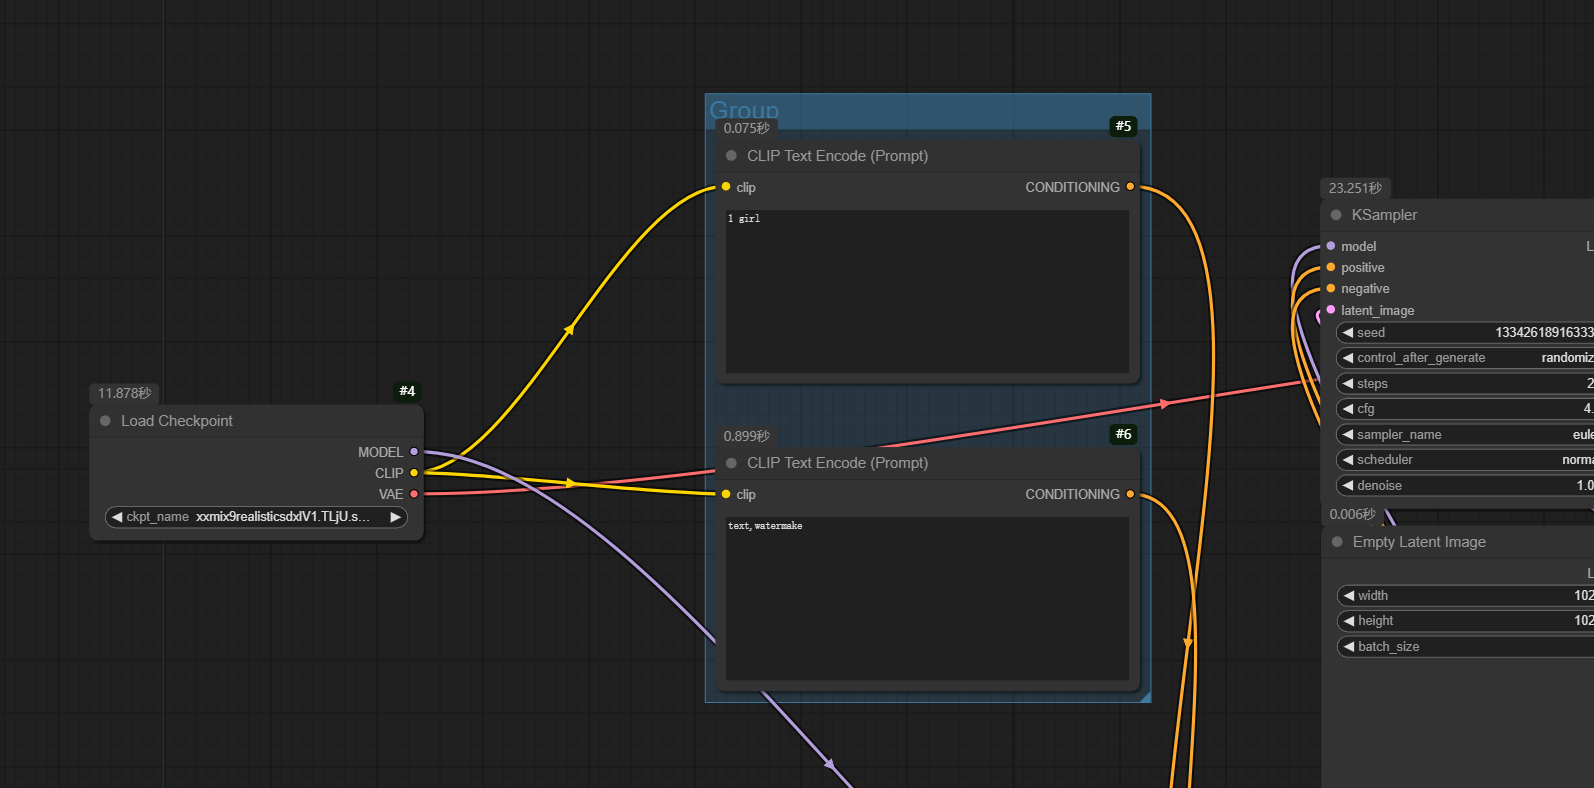 Group
0.075秒
#5
CLIP Text Encode (Prompt)
clip
CONDITIONING
1 girl
11.878秒
#4
Load Checkpoint
MODEL
CLIP
VAE
ckpt_name xxmix9realisticsdxlV1.TLjU.s...
0.899秒
#6
CLIP Text Encode (Prompt)
clip
CONDITIONING
text,watermake
23.251秒
KSampler
model
L
positive
negative
latent_image
seed 13342618916333
control_after_generate randomiz
steps 2
cfg 4.
sampler_name eule
scheduler norma
denoise 1.0
0.006秒
Empty Latent Image
L
width 102
height 102
batch_size